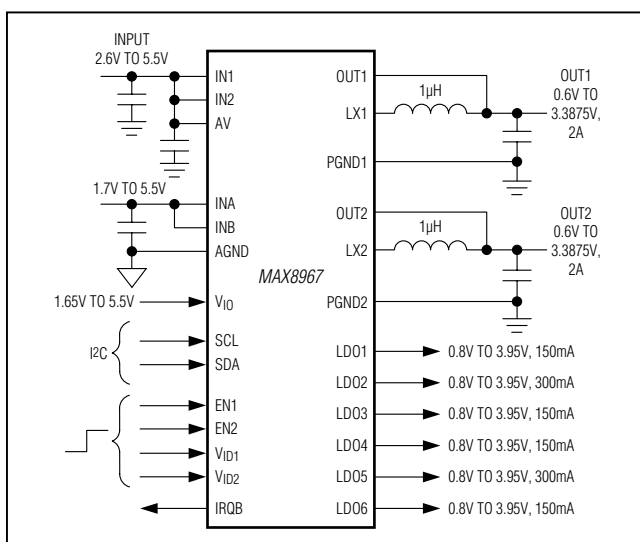 INPUT
2.6V TO 5.5V
IN1
IN2
AV
1.7V TO 5.5V
INA
INB
AGND
MAX8967
1.65V TO 5.5V
VIO
I2C
SCL
SDA
EN1
EN2
VID1
VID2
IRQB
OUT1
1µH
LX1
OUT1
0.6V TO
3.3875V,
2A
PGND1
OUT2
1µH
LX2
OUT2
0.6V TO
3.3875V,
2A
PGND2
LDO1 0.8V TO 3.95V, 150mA
LDO2 0.8V TO 3.95V, 300mA
LDO3 0.8V TO 3.95V, 150mA
LDO4 0.8V TO 3.95V, 150mA
LDO5 0.8V TO 3.95V, 300mA
LDO6 0.8V TO 3.95V, 150mA